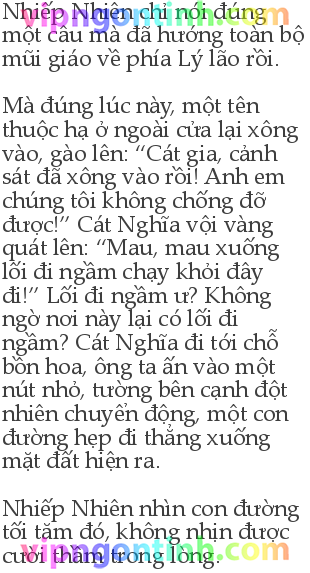 Nhiếp Nhiên chỉ nói đúng
một câu mà đã hướng toàn bộ
mũi giáo về phía Lý lão rồi.
Mà đúng lúc này, một tên
thuộc hạ ở ngoài cửa lại xông
vào, gào lên: “Cát gia, cảnh
sát đã xông vào rồi! Anh em
chúng tôi không chống đỡ
được!” Cát Nghĩa vội vàng
quát lên: “Mau, mau xuống
lối đi ngầm chạy khỏi đây
đi!” Lối đi ngầm ư? Không
ngờ nơi này lại có lối đi
ngầm? Cát Nghĩa đi tới chỗ
bồn hoa, ông ta ấn vào một
nút nhỏ, tường bên cạnh đột
nhiên chuyển động, một con
đường hẹp đi thẳng xuống
mặt đất hiện ra.
Nhiếp Nhiên nhìn con đường
tối tăm đó, không nhịn được
cười thầm trong lòng.
vipngontinh.com
vipngontinh.com
vipngontinh.com